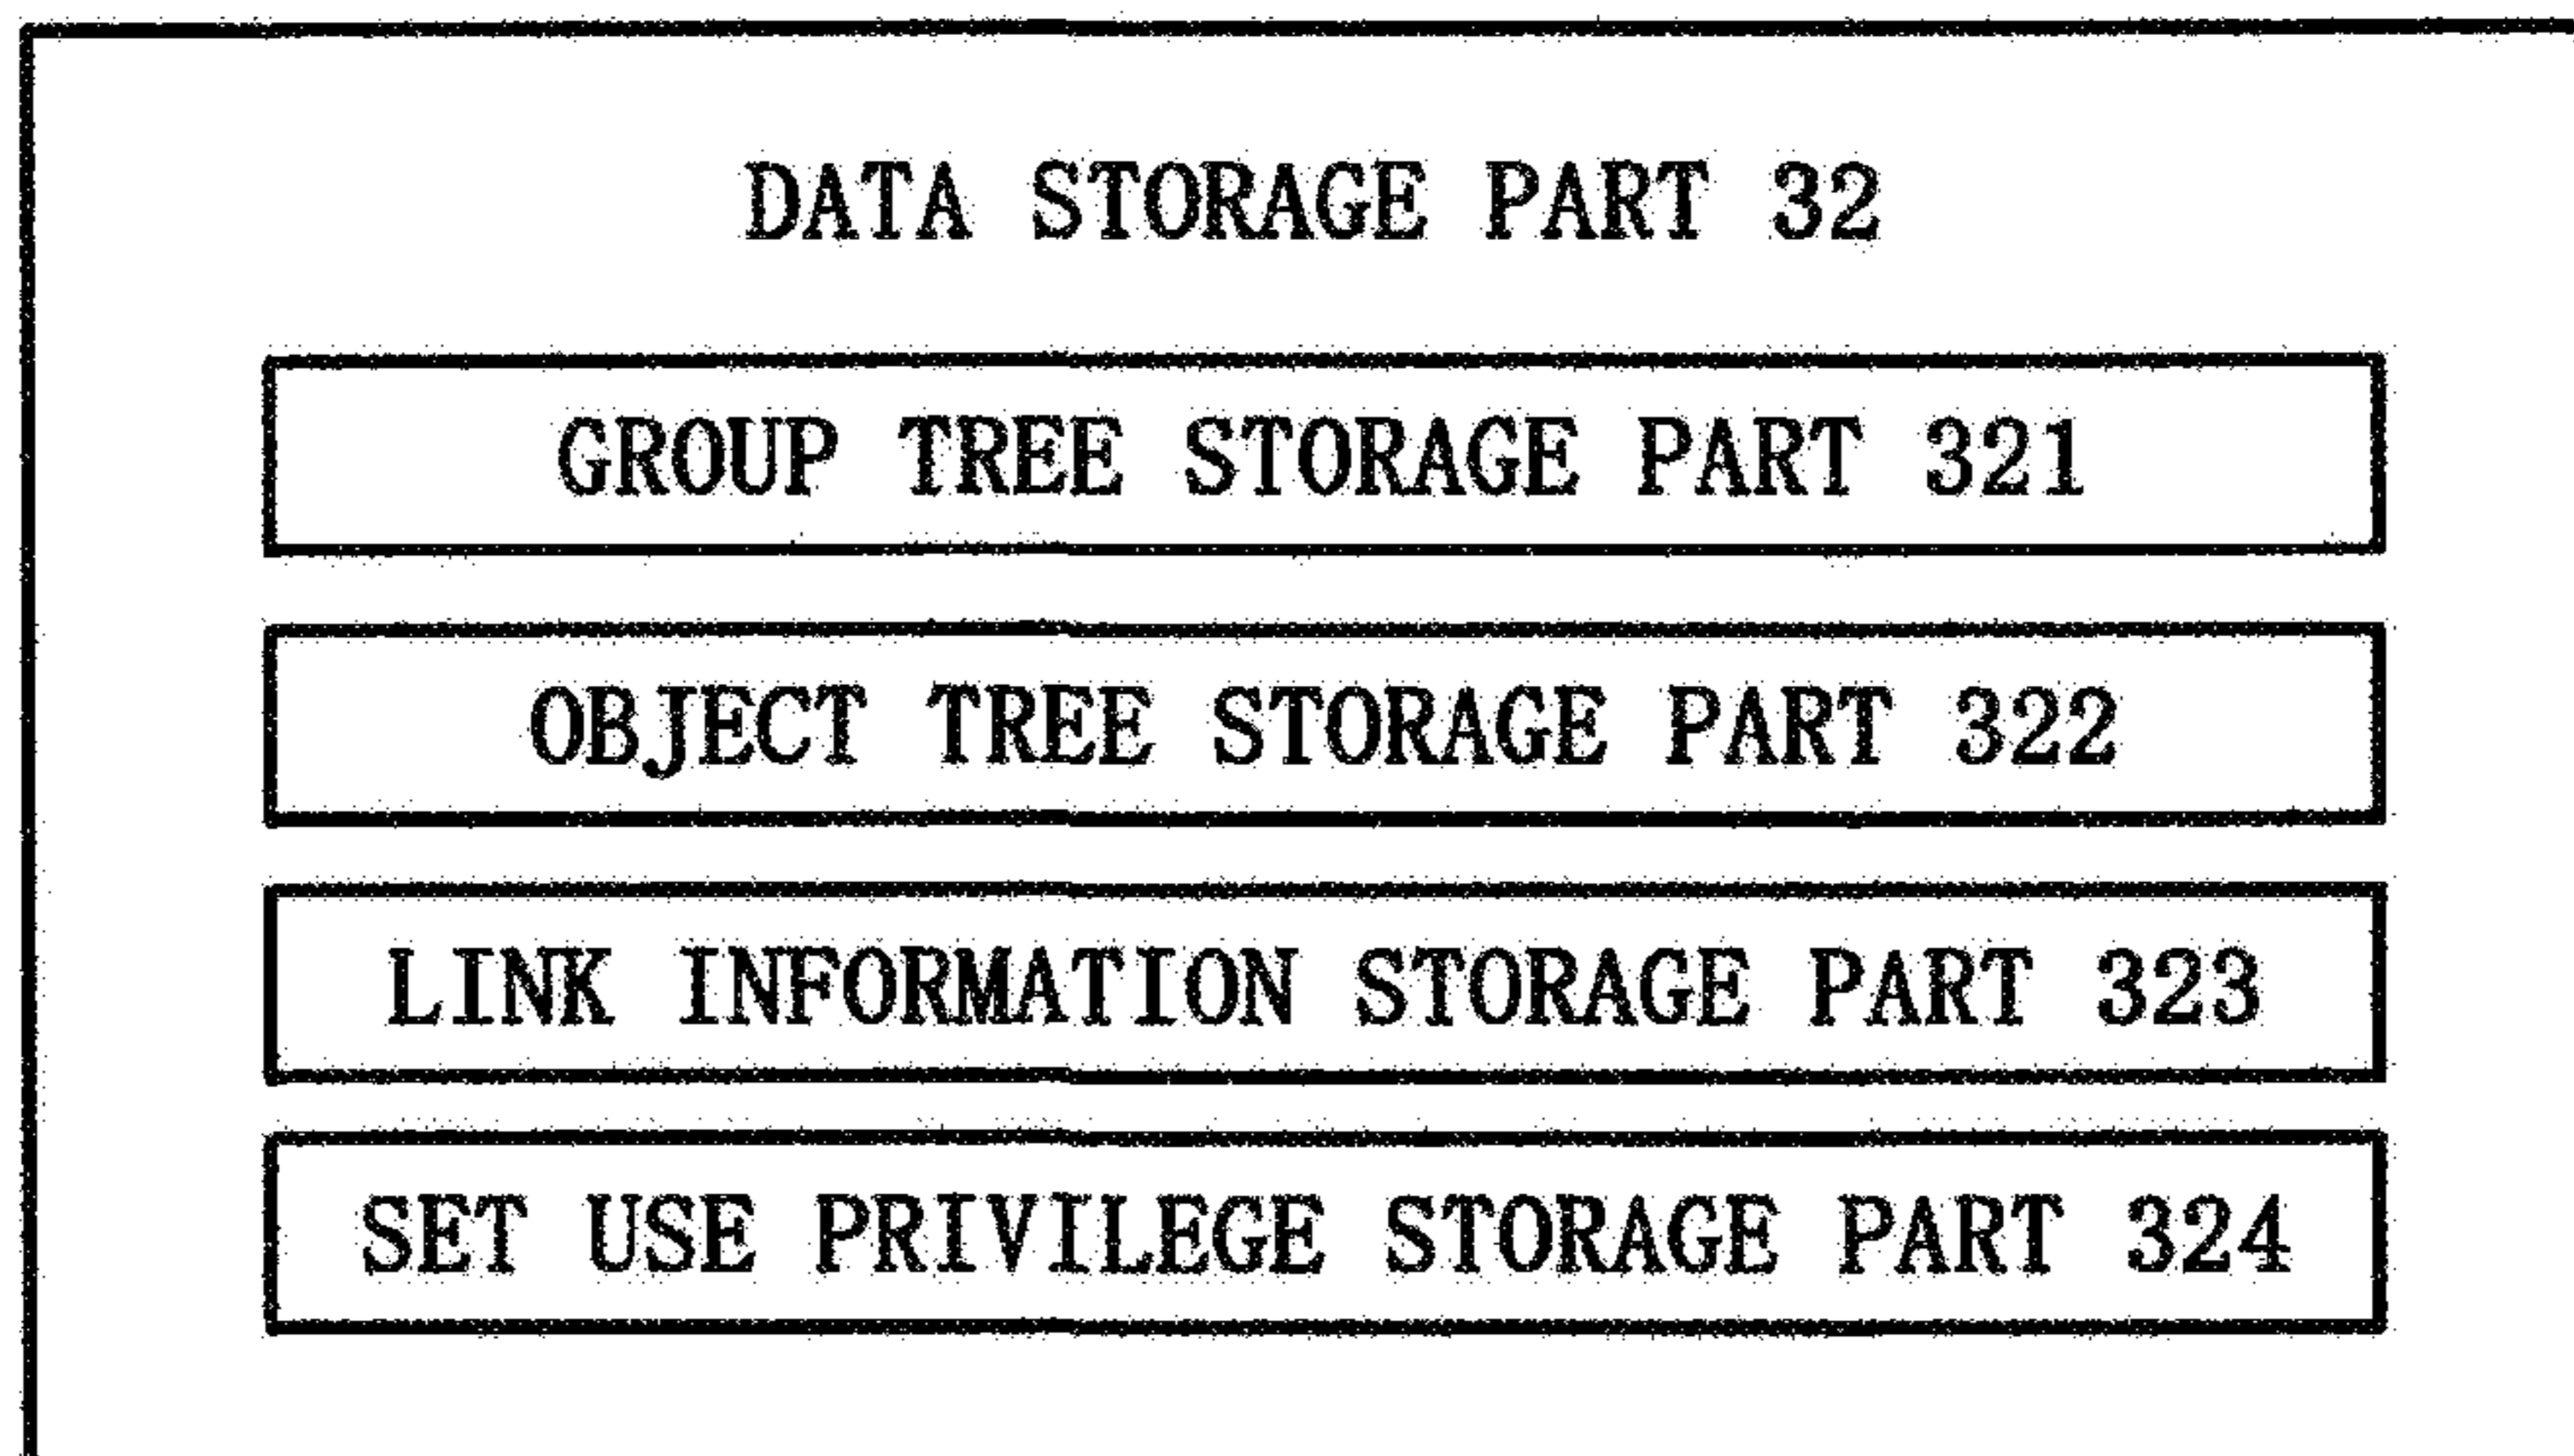 DATA STORAGE PART 32
GROUP TREE STORAGE PART 321
OBJECT TREE STORAGE PART 322
LINK INFORMATION STORAGE PART 323
SET USE PRIVILEGE STORAGE PART 324